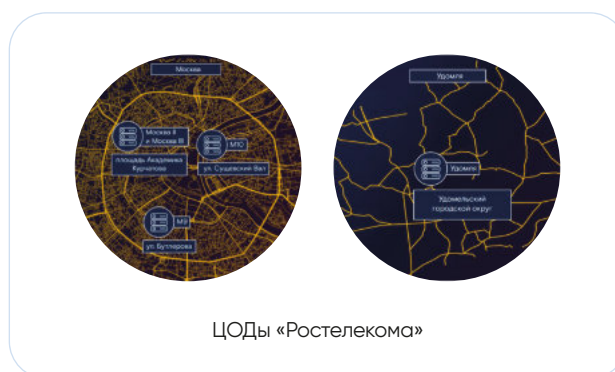 Москва
Москва II
и Москва III
площадь Академика
Курчатова
М10
ул. Сущевский Вал
М9
ул. Бутлерова
Удомля
Удомля
Удомельский
городской округ
ЦОДы «Ростелекома»